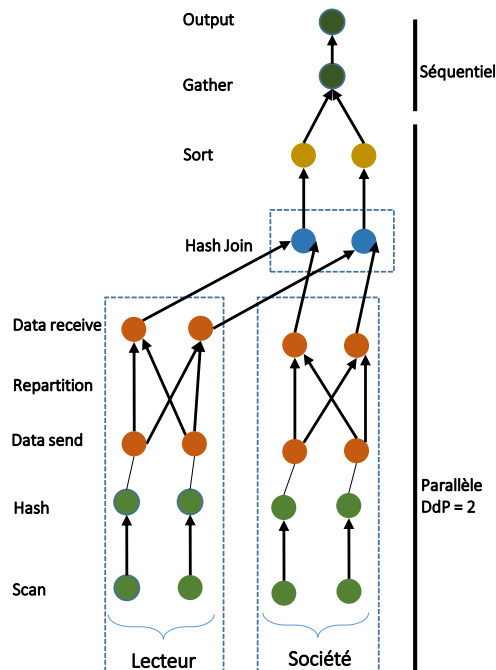 Output
Gather
Séquentiel
Sort
Hash Join
Data receive
Repartition
Data send
Parallèle
DdP = 2
Hash
Scan
Lecteur
Société